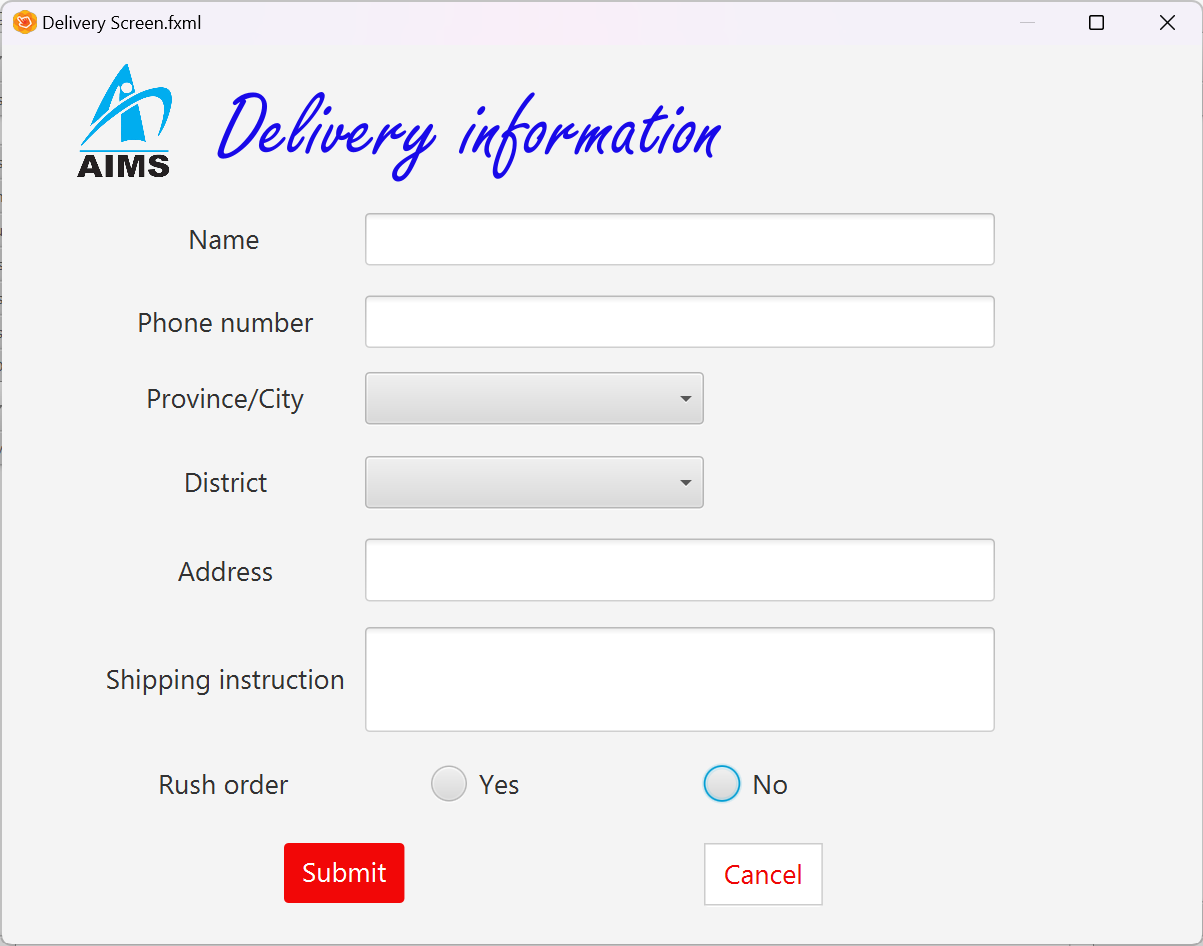 Delivery Screen.fxml
AIMS
Delivery information
Name
Phone number
Province/City
District
Address
Shipping instruction
Rush order Yes No
Submit Cancel